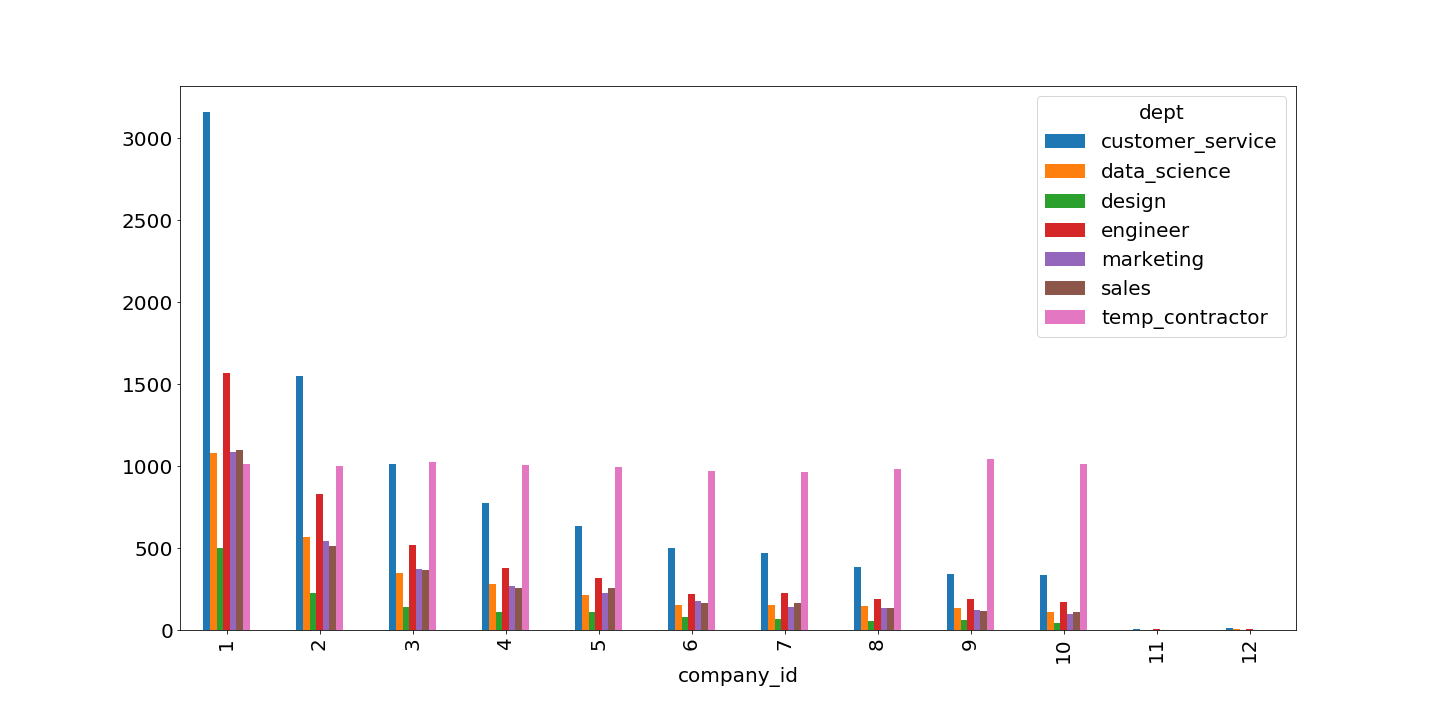 3000
2500
2000
1500
1000
500
0
dept
customer_service
data_science
design
engineer
marketing
sales
temp_contractor
1 2 3 4 5 6 7 8 9 10 11 12
company_id